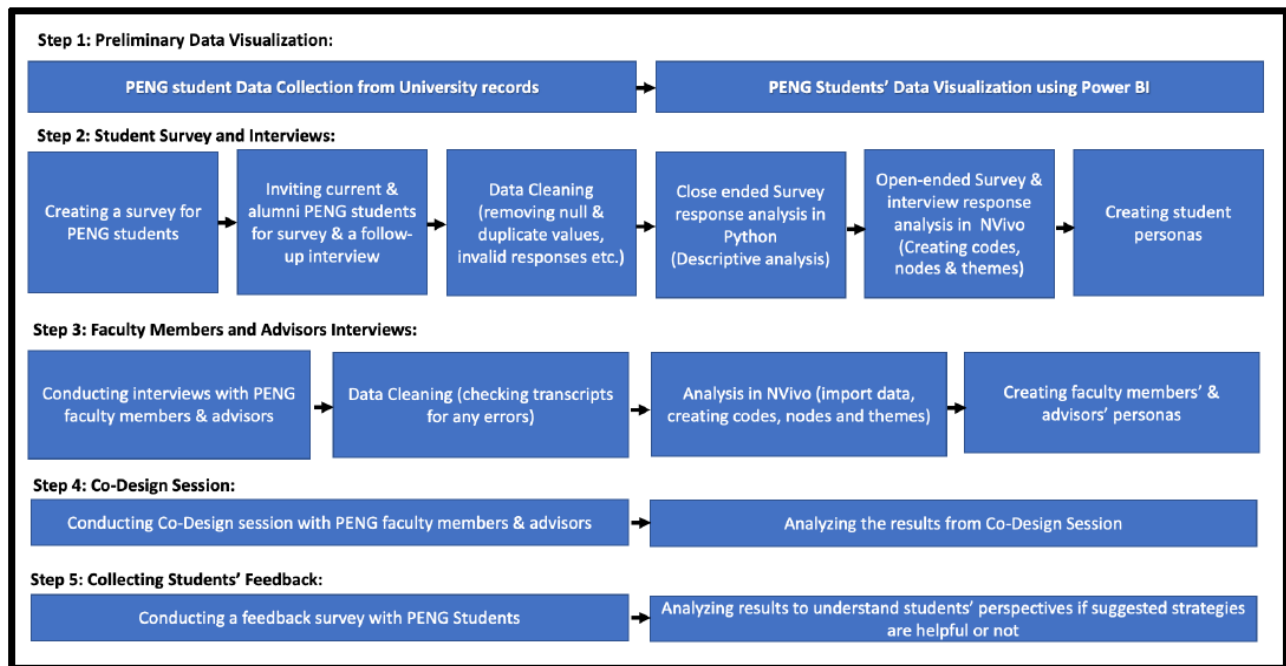 Step 1: Preliminary Data Visualization:
PENG student Data Collection from University records
PENG Students' Data Visualization using Power BI
Step 2: Student Survey and Interviews:
Creating a survey for
PENG students
Inviting current &
alumni PENG students
for survey & a follow-
up interview
Data Cleaning
(removing null &
duplicate values,
invalid responses etc.)
Close ended Survey
response analysis in
Python
(Descriptive analysis)
Open-ended Survey &
interview response
analysis in NVivo
(Creating codes,
nodes & themes)
Creating student
personas
Step 3: Faculty Members and Advisors Interviews:
Conducting interviews with PENG
faculty members & advisors
Data Cleaning (checking transcripts
for any errors)
Analysis in NVivo (import data,
creating codes, nodes and themes)
Creating faculty members' &
advisors' personas
Step 4: Co-Design Session:
Conducting Co-Design session with PENG faculty members & advisors
Analyzing the results from Co-Design Session
Step 5: Collecting Students' Feedback:
Conducting a feedback survey with PENG Students
Analyzing results to understand students' perspectives if suggested strategies
are helpful or not